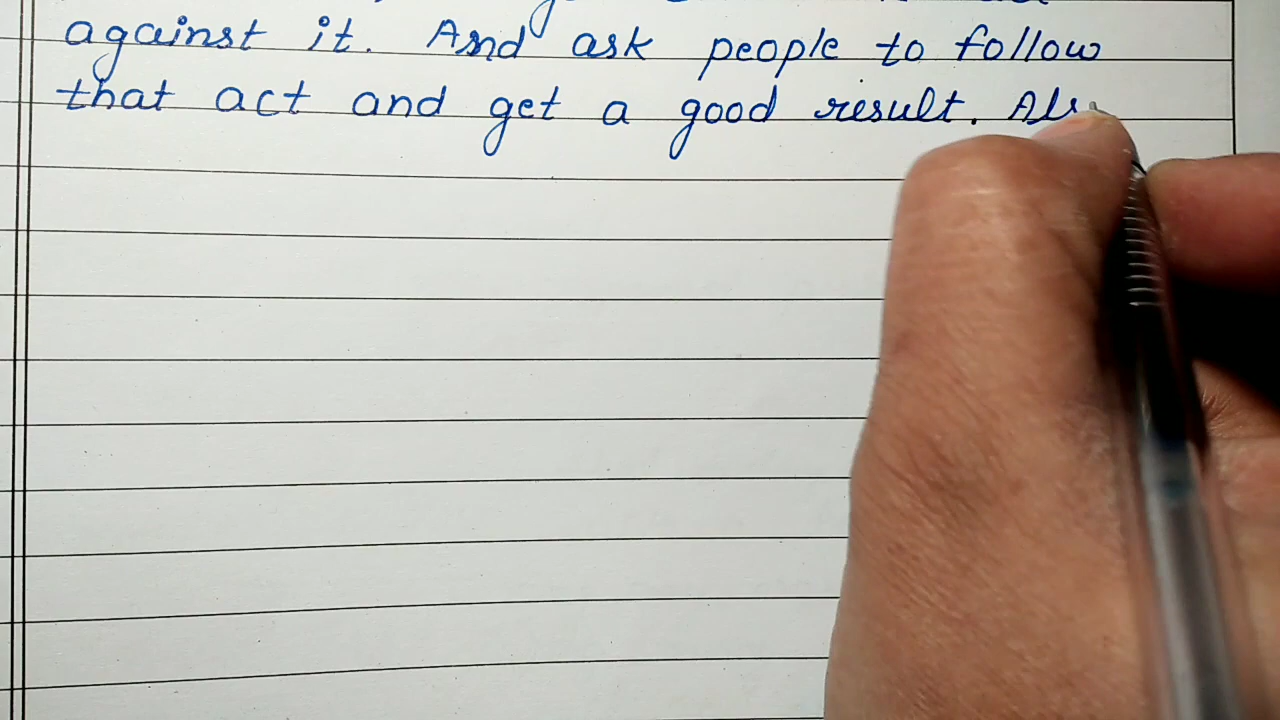 against it. And ask people to follow
that act and get a good result.